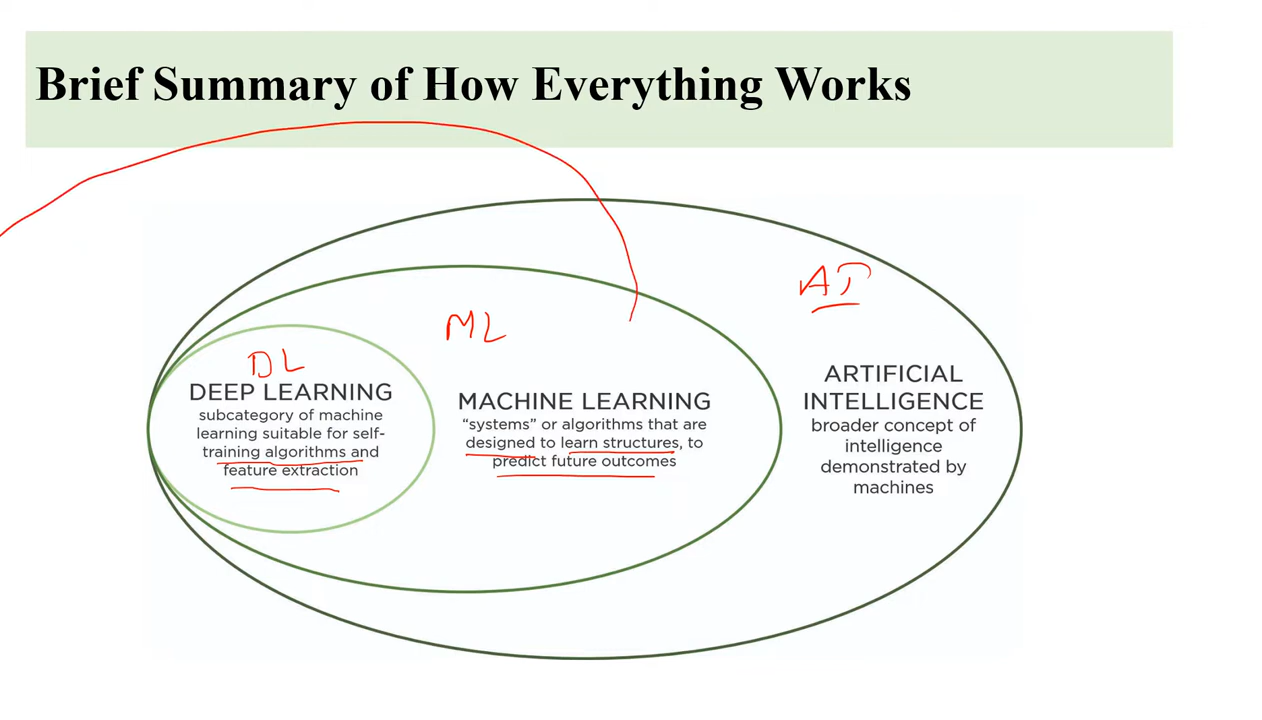 Brief Summary of How Everything Works
AI
ML
DL
DEEP LEARNING
subcategory of machine
learning suitable for self-
training algorithms and
feature extraction
MACHINE LEARNING
“systems” or algorithms that are
designed to learn structures, to
predict future outcomes
ARTIFICIAL
INTELLIGENCE
broader concept of
intelligence
demonstrated by
machines